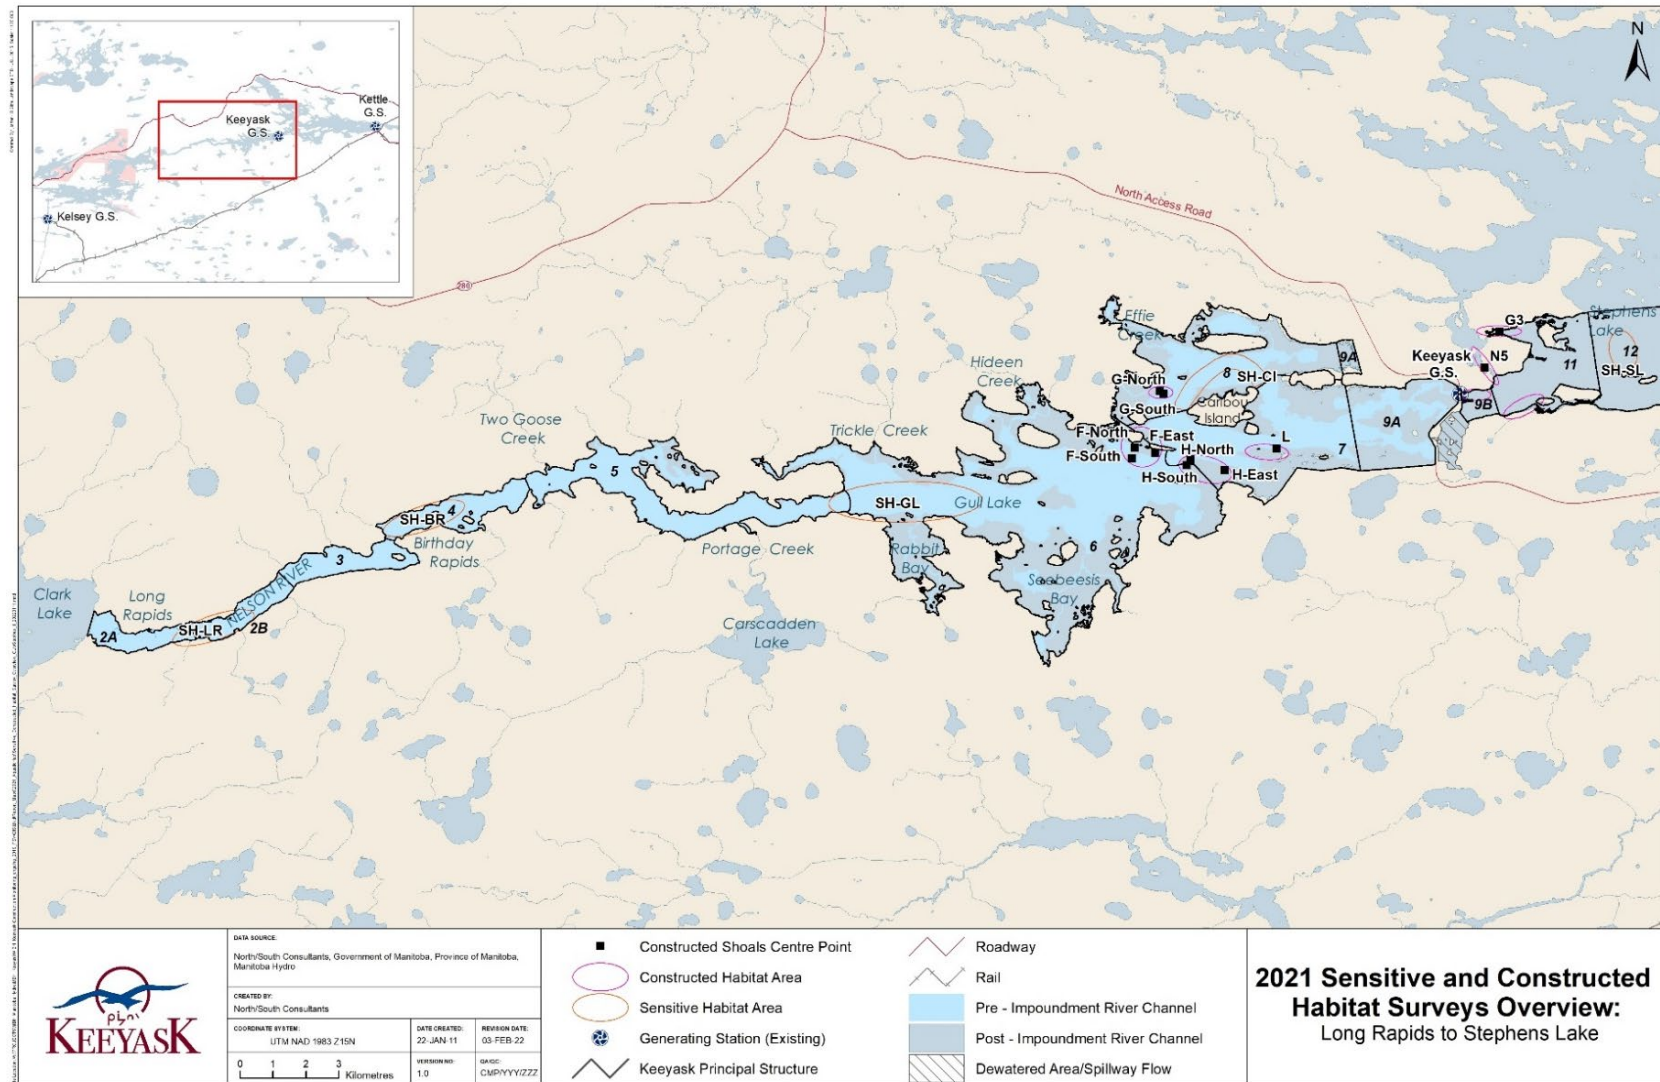 N
Kettle
G.S.
Keeyask
G.S.
Kelsey G.S.
North Access Road
280
Effie
Creek
Stephens
Lake
G3
N5
Keeyask
G.S.
9A
11
12
SH-SL
9B
8
SH-CI
Caribou
Island
Hideen
Creek
G-North
G-South
F-North
F-East
F-South
H-North
H-South
H-East
L
7
9A
Two Goose
Creek
Trickle Creek
5
SH-GL
Gull Lake
SH-BR
4
Birthday
Rapids
Portage Creek
Rabbit
Bay
6
Seebeesis
Bay
3
NELSON RIVER
Clark
Lake
Long
Rapids
2A
SH-LR
2B
Carscadden
Lake
KEEYASK
DATA SOURCE:
North/South Consultants, Government of Manitoba, Province of Manitoba,
Manitoba Hydro
CREATED BY:
North/South Consultants
COORDINATE SYSTEM:
UTM NAD 1983 Z15N
DATE CREATED:
22-JAN-11
REVISION DATE:
03-FEB-22
0 1 2 3 Kilometres
VERSION NO:
1.0
QA/QC:
CMP/YYY/ZZZ
Constructed Shoals Centre Point
Constructed Habitat Area
Sensitive Habitat Area
Generating Station (Existing)
Keeyask Principal Structure
Roadway
Rail
Pre - Impoundment River Channel
Post - Impoundment River Channel
Dewatered Area/Spillway Flow
2021 Sensitive and Constructed
Habitat Surveys Overview:
Long Rapids to Stephens Lake